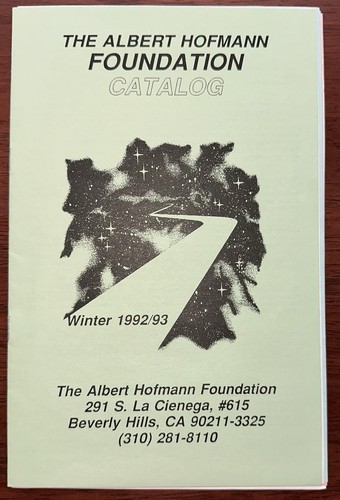 THE ALBERT HOFMANN
FOUNDATION
CATALOG
Winter 1992/93
The Albert Hofmann Foundation
291 S. La Cienega, #615
Beverly Hills, CA 90211-3325
(310) 281-8110